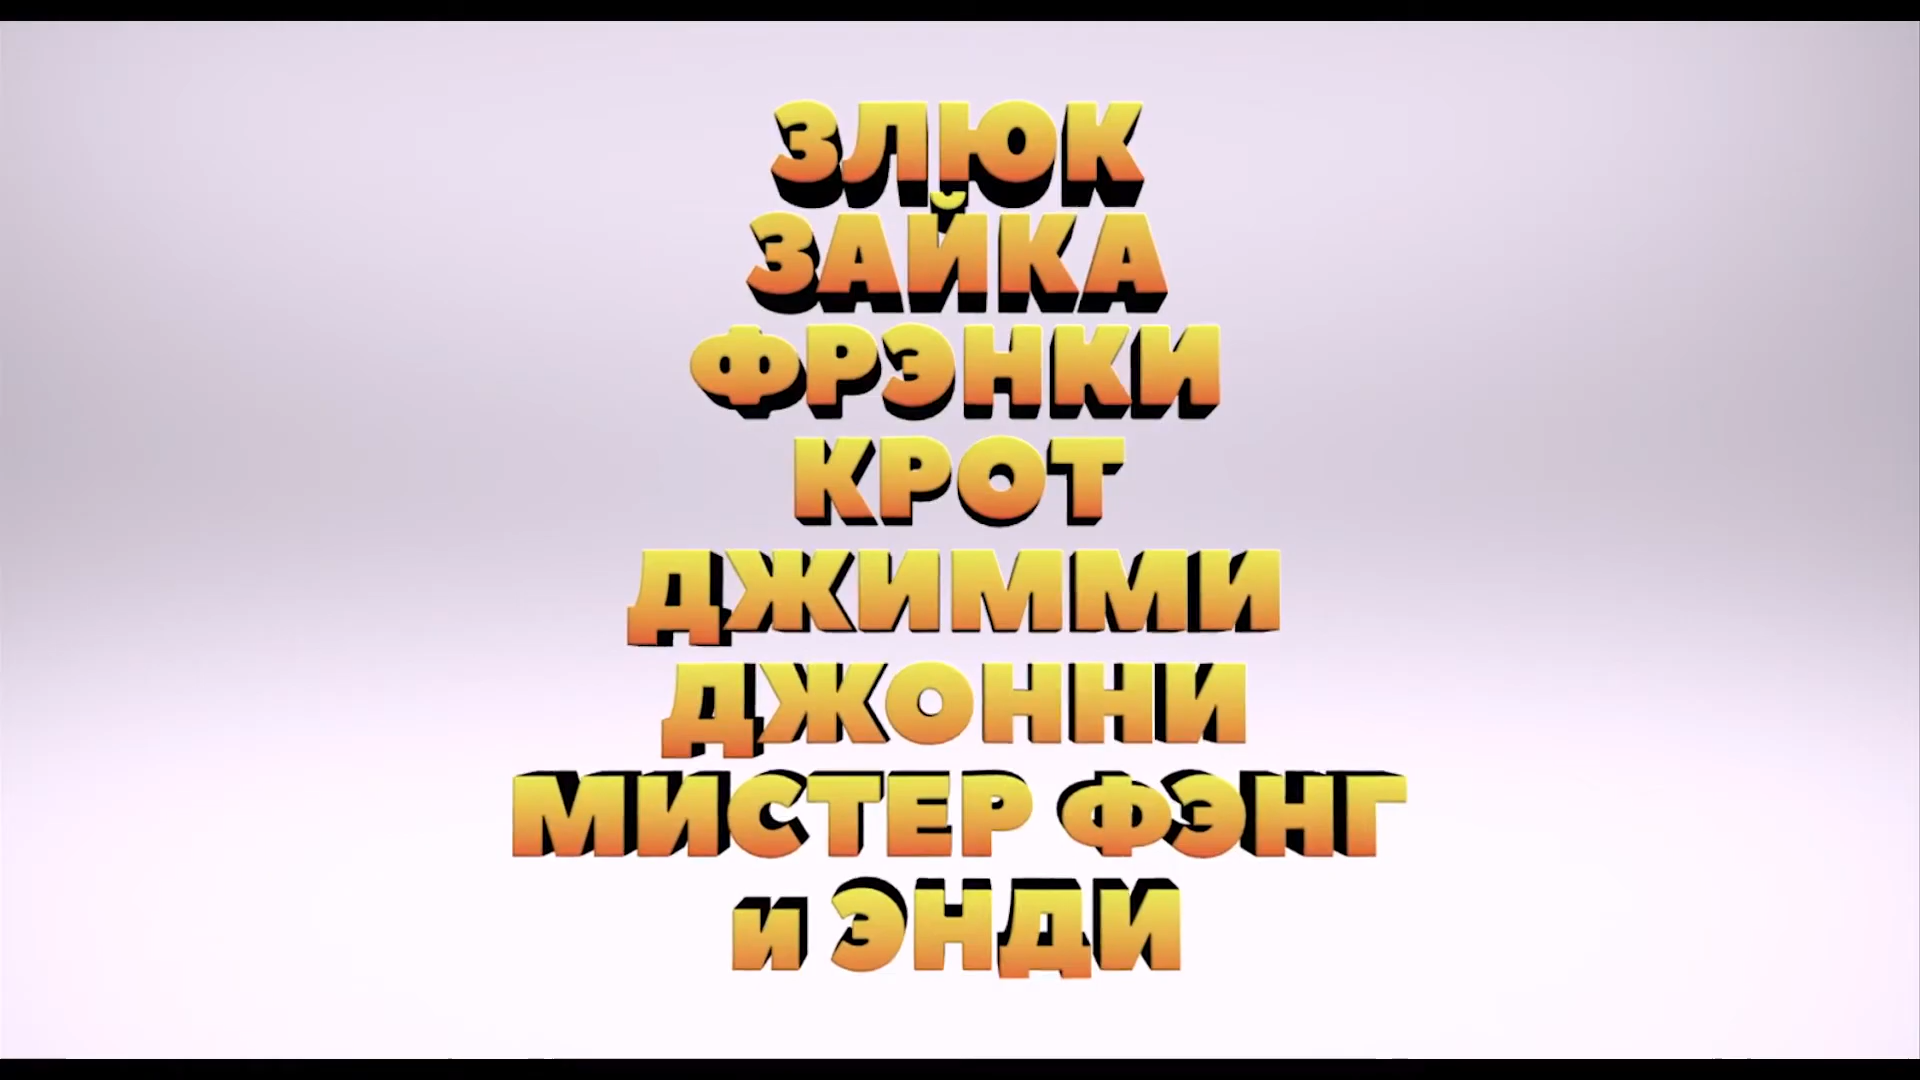 ЗЛЮК
ЗАЙКА
ФРЭНКИ
КРОТ
ДЖИММИ
ДЖОННИ
МИСТЕР ФЭНГ
и ЭНДИ